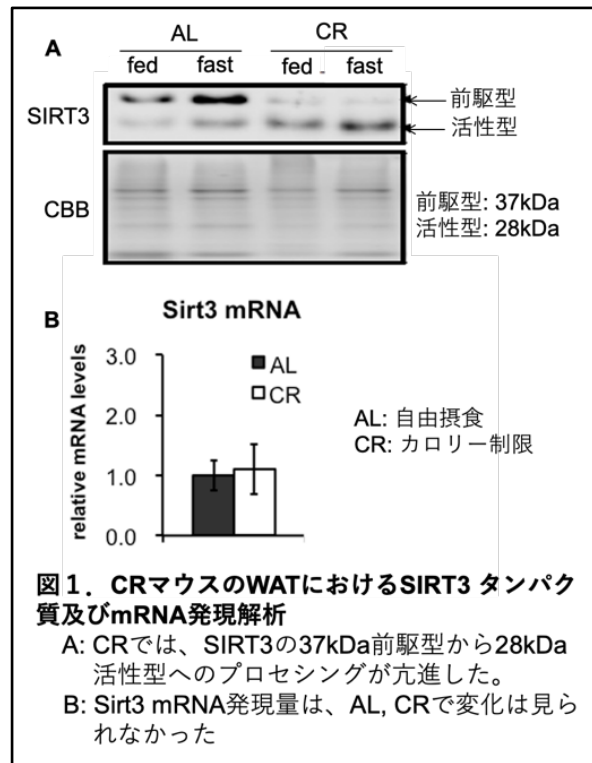 A
AL CR
fed fast fed fast
SIRT3
前駆型
活性型
CBB
前駆型: 37kDa
活性型: 28kDa
B
Sirt3 mRNA
relative mRNA levels
3.0
2.0
1.0
0.0
AL
CR
AL: 自由摂食
CR: カロリー制限
図１．CRマウスのWATにおけるSIRT3 タンパク
質及びmRNA発現解析
A: CRでは、SIRT3の37kDa前駆型から28kDa
活性型へのプロセシングが亢進した。
B: Sirt3 mRNA発現量は、AL, CRで変化は見ら
れなかった